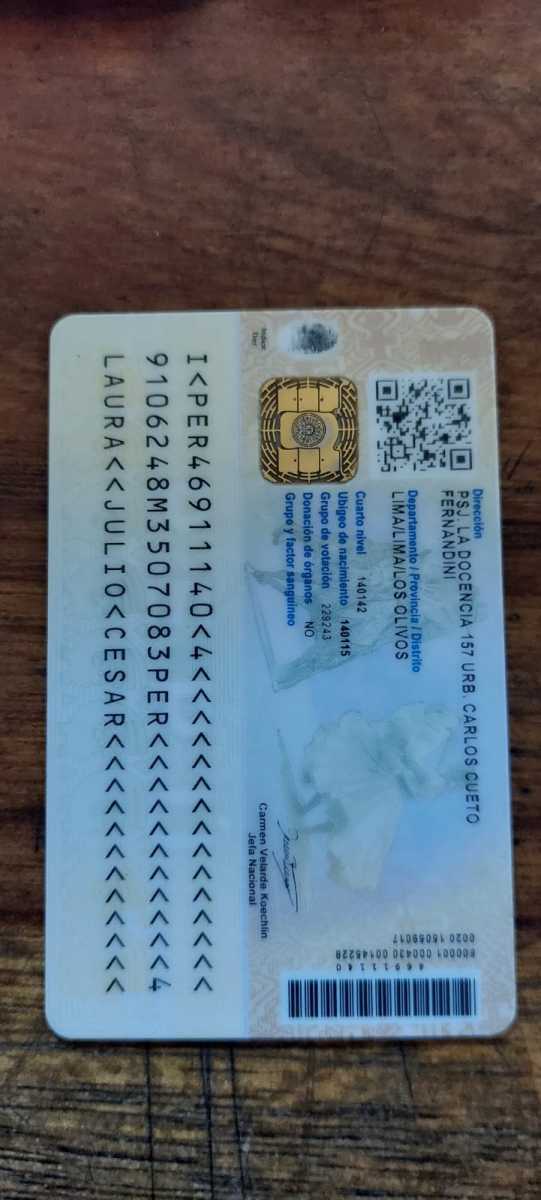 Dirección
PSJ. LA DOCENCIA 157 URB. CARLOS CUETO
FERNANDINI
Departamento / Provincia / Distrito
LIMA/LIMA/LOS OLIVOS
Cuarto nivel 140142
Ubigeo de nacimiento 140115
Grupo de votación 229243
Donación de órganos NO
Grupo y factor sanguíneo
Carmen Velarde Koechlin
Jefa Nacional
46911140
I<PER46911140<4<<<<<<<<<<<<<<<
9106248M3507083PER<<<<<<<<<<<4
LAURA<<JULIO<CESAR<<<<<<<<<<<<